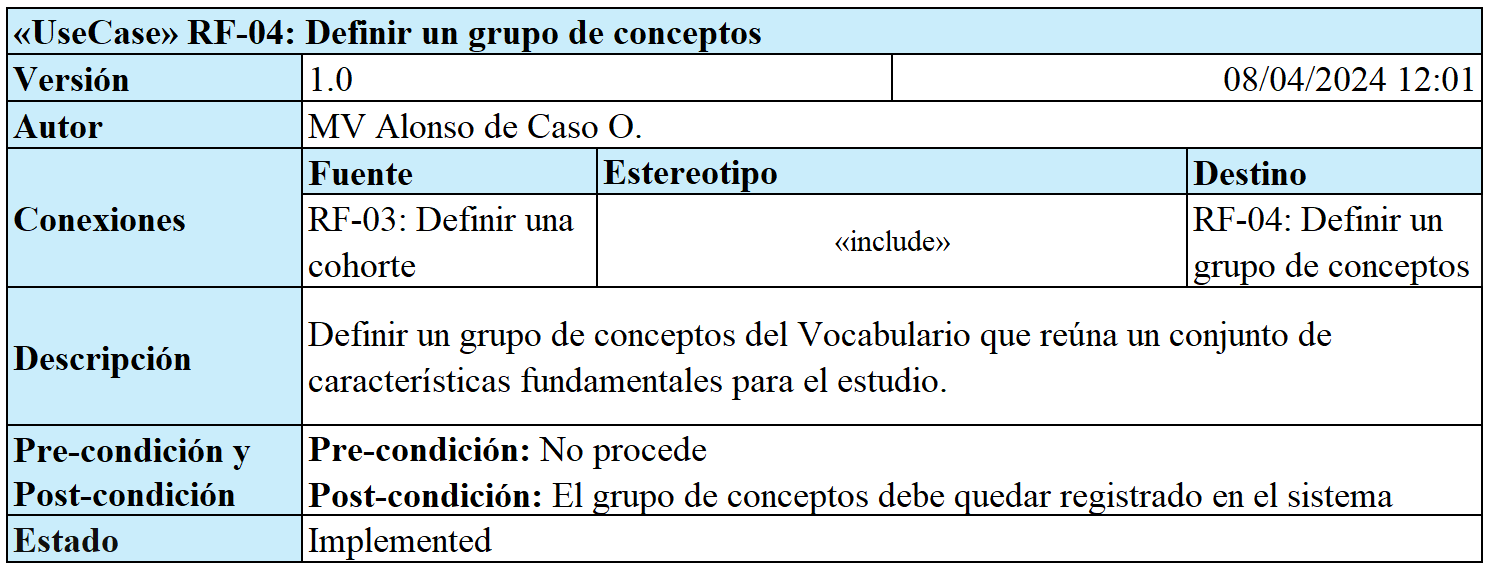 «UseCase» RF-04: Definir un grupo de conceptos
Versión 1.0 08/04/2024 12:01
Autor MV Alonso de Caso O.
Conexiones
Fuente Estereotipo Destino
RF-03: Definir una
cohorte
«include»
RF-04: Definir un
grupo de conceptos
Descripción
Definir un grupo de conceptos del Vocabulario que reúna un conjunto de
características fundamentales para el estudio.
Pre-condición y
Post-condición
Pre-condición: No procede
Post-condición: El grupo de conceptos debe quedar registrado en el sistema
Estado Implemented